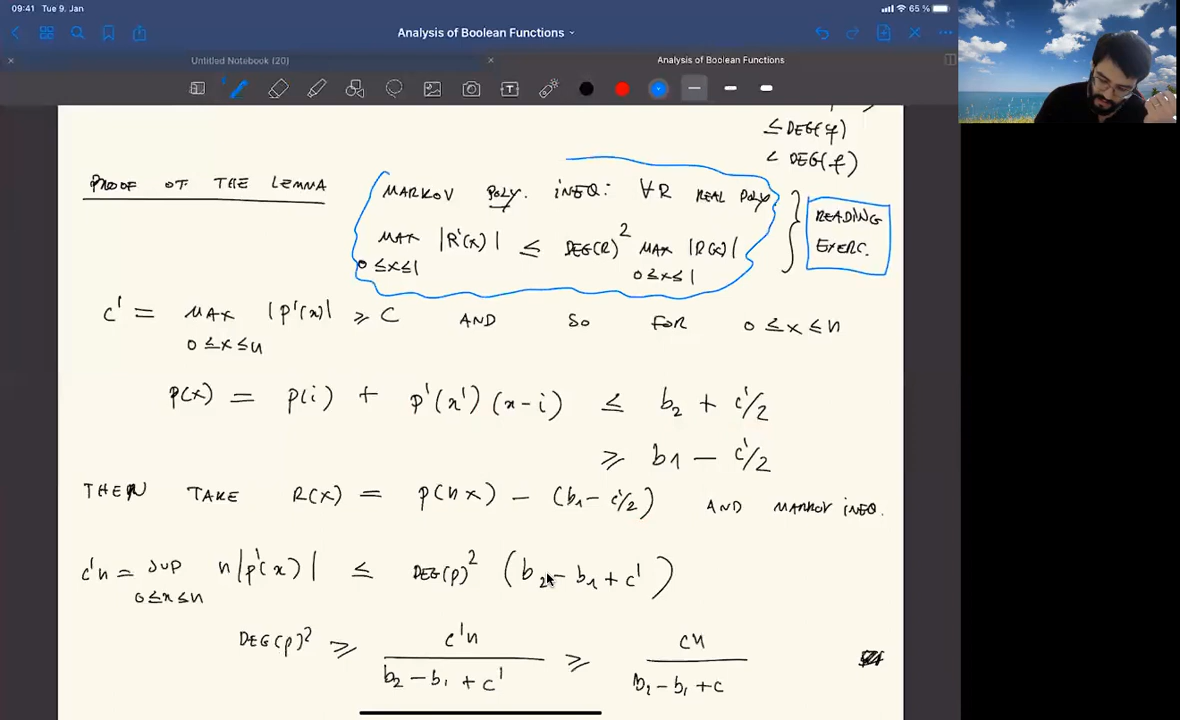 09:41 Tue 9. Jan
65 %
Analysis of Boolean Functions
Untitled Notebook (20)
Analysis of Boolean Functions
≤ DEG(f)
< DEG(f)
PROOF OF THE LEMMA
MARKOV POLY. INEQ: ∀R REAL POLY
MAX |R'(x)| ≤ DEG(R)² MAX |R(x)|
0≤x≤1 0≤x≤1
READING
EXERC.
c' = MAX |p'(x)| ≥ C AND SO FOR 0 ≤ x ≤ n
0≤x≤n
p(x) = p(i) + p'(x') (x-i) ≤ b₂ + c'/2
≥ b₁ - c'/2
THEN TAKE R(x) = p(nx) - (b₁ - c'/2) AND MARKOV INEQ.
c'n = SUP n|p'(x)| ≤ DEG(p)² (b₂ - b₁ + c')
0≤x≤n
DEG(p)² ≥ c'n / (b₂ - b₁ + c') ≥ cn / (b₂ - b₁ + c)